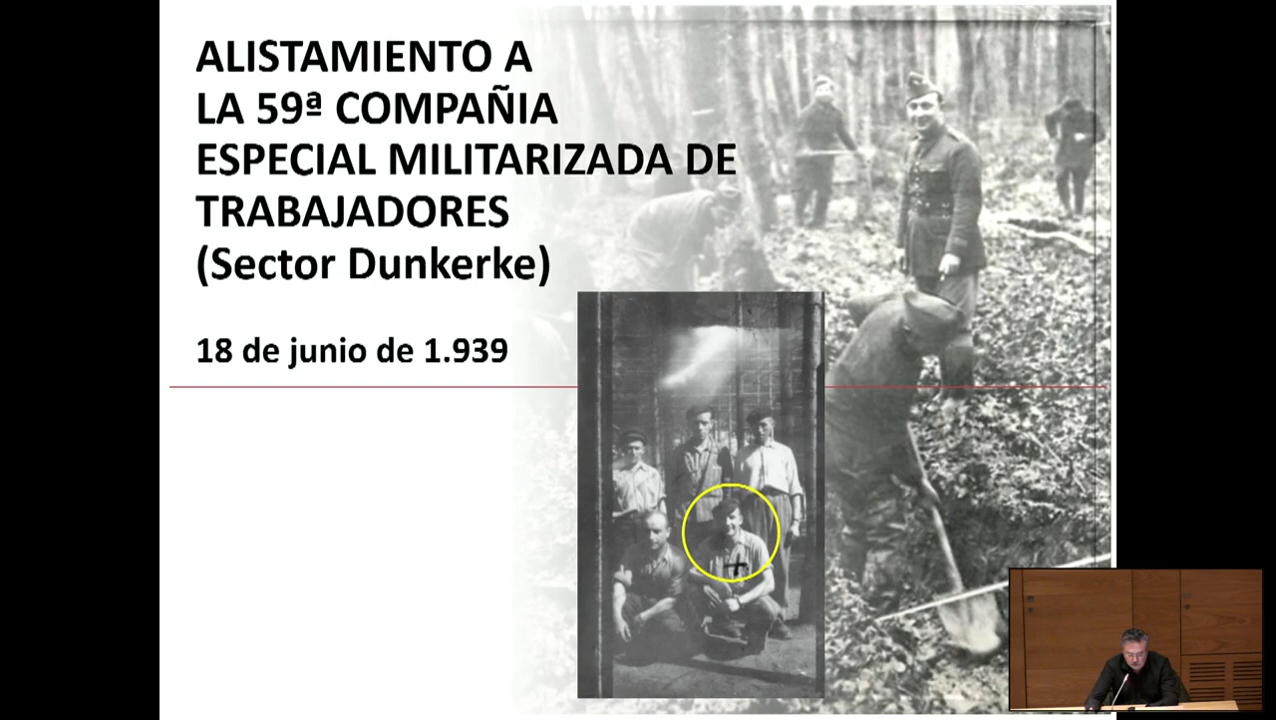 ALISTAMIENTO A
LA 59ª COMPAÑIA
ESPECIAL MILITARIZADA DE
TRABAJADORES
(Sector Dunkerke)
18 de junio de 1.939